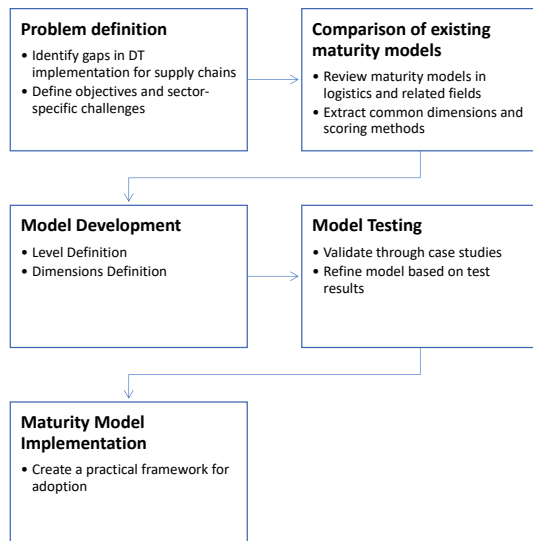 Problem definition
• Identify gaps in DT
implementation for supply chains
• Define objectives and sector-
specific challenges
Comparison of existing
maturity models
• Review maturity models in
logistics and related fields
• Extract common dimensions and
scoring methods
Model Development
• Level Definition
• Dimensions Definition
Model Testing
• Validate through case studies
• Refine model based on test
results
Maturity Model
Implementation
• Create a practical framework for
adoption